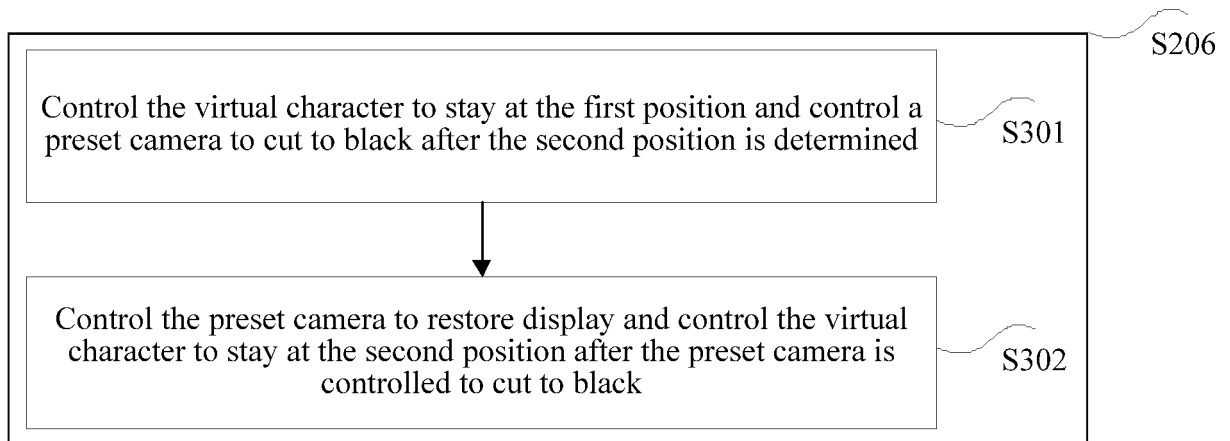 S206
Control the virtual character to stay at the first position and control a
preset camera to cut to black after the second position is determined
S301
Control the preset camera to restore display and control the virtual
character to stay at the second position after the preset camera is
controlled to cut to black
S302